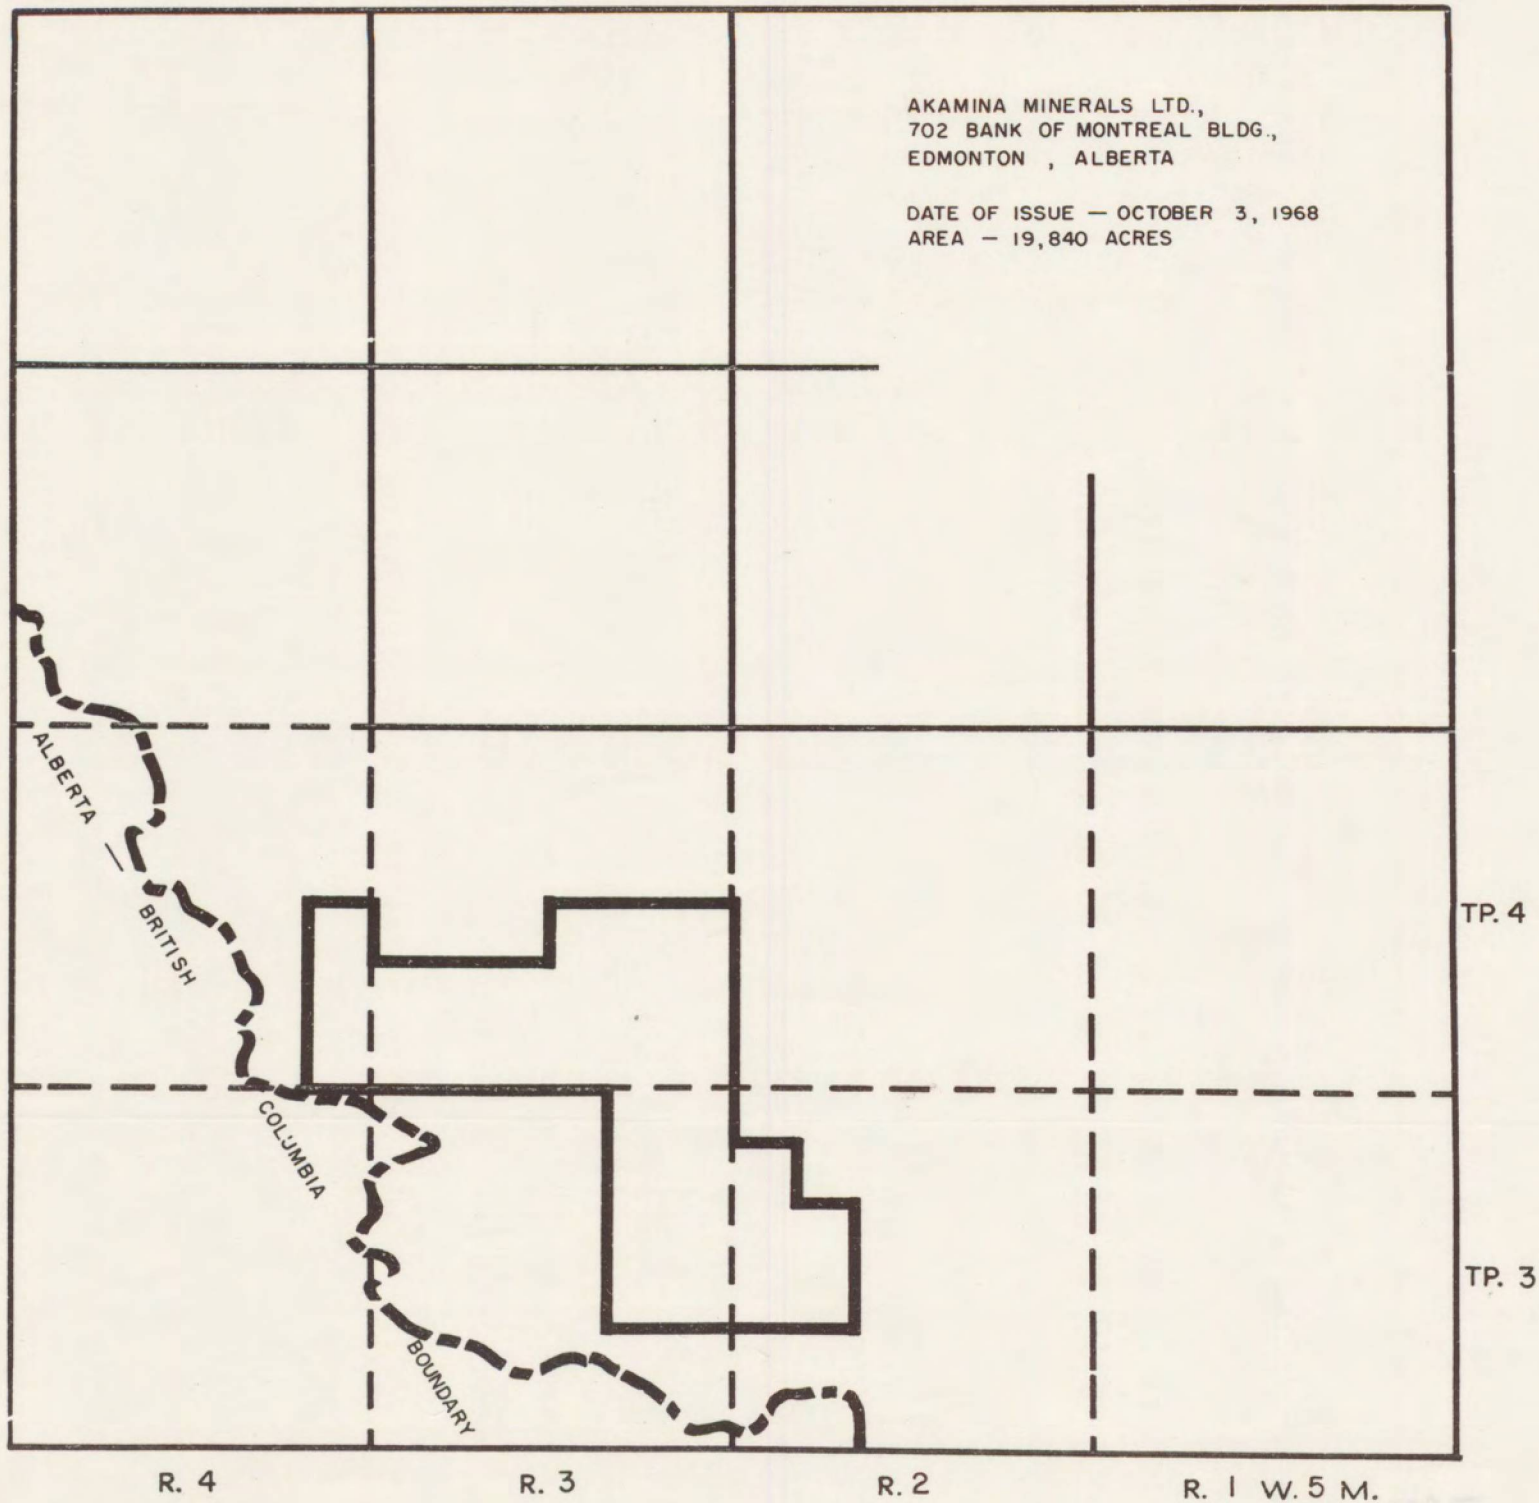 AKAMINA MINERALS LTD.,
702 BANK OF MONTREAL BLDG.,
EDMONTON , ALBERTA
DATE OF ISSUE — OCTOBER 3, 1968
AREA — 19,840 ACRES
ALBERTA — BRITISH COLUMBIA BOUNDARY
TP. 4
TP. 3
R. 4
R. 3
R. 2
R. 1 W. 5 M.